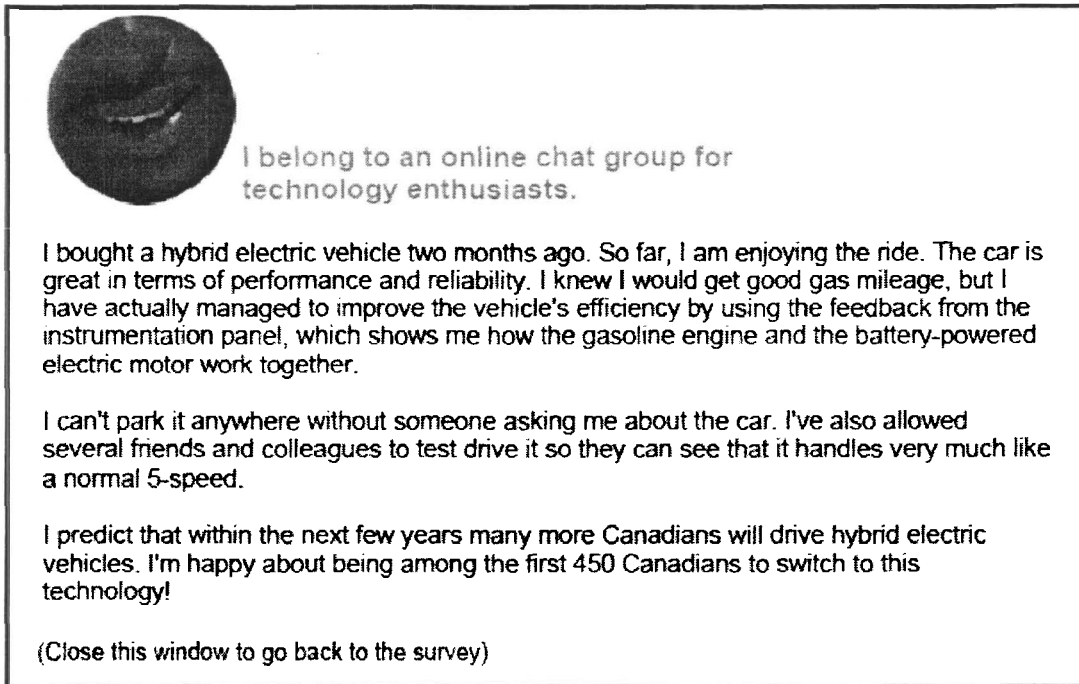 I belong to an online chat group for
technology enthusiasts.
I bought a hybrid electric vehicle two months ago. So far, I am enjoying the ride. The car is
great in terms of performance and reliability. I knew I would get good gas mileage, but I
have actually managed to improve the vehicle's efficiency by using the feedback from the
instrumentation panel, which shows me how the gasoline engine and the battery-powered
electric motor work together.
I can't park it anywhere without someone asking me about the car. I've also allowed
several friends and colleagues to test drive it so they can see that it handles very much like
a normal 5-speed.
I predict that within the next few years many more Canadians will drive hybrid electric
vehicles. I'm happy about being among the first 450 Canadians to switch to this
technology!
(Close this window to go back to the survey)